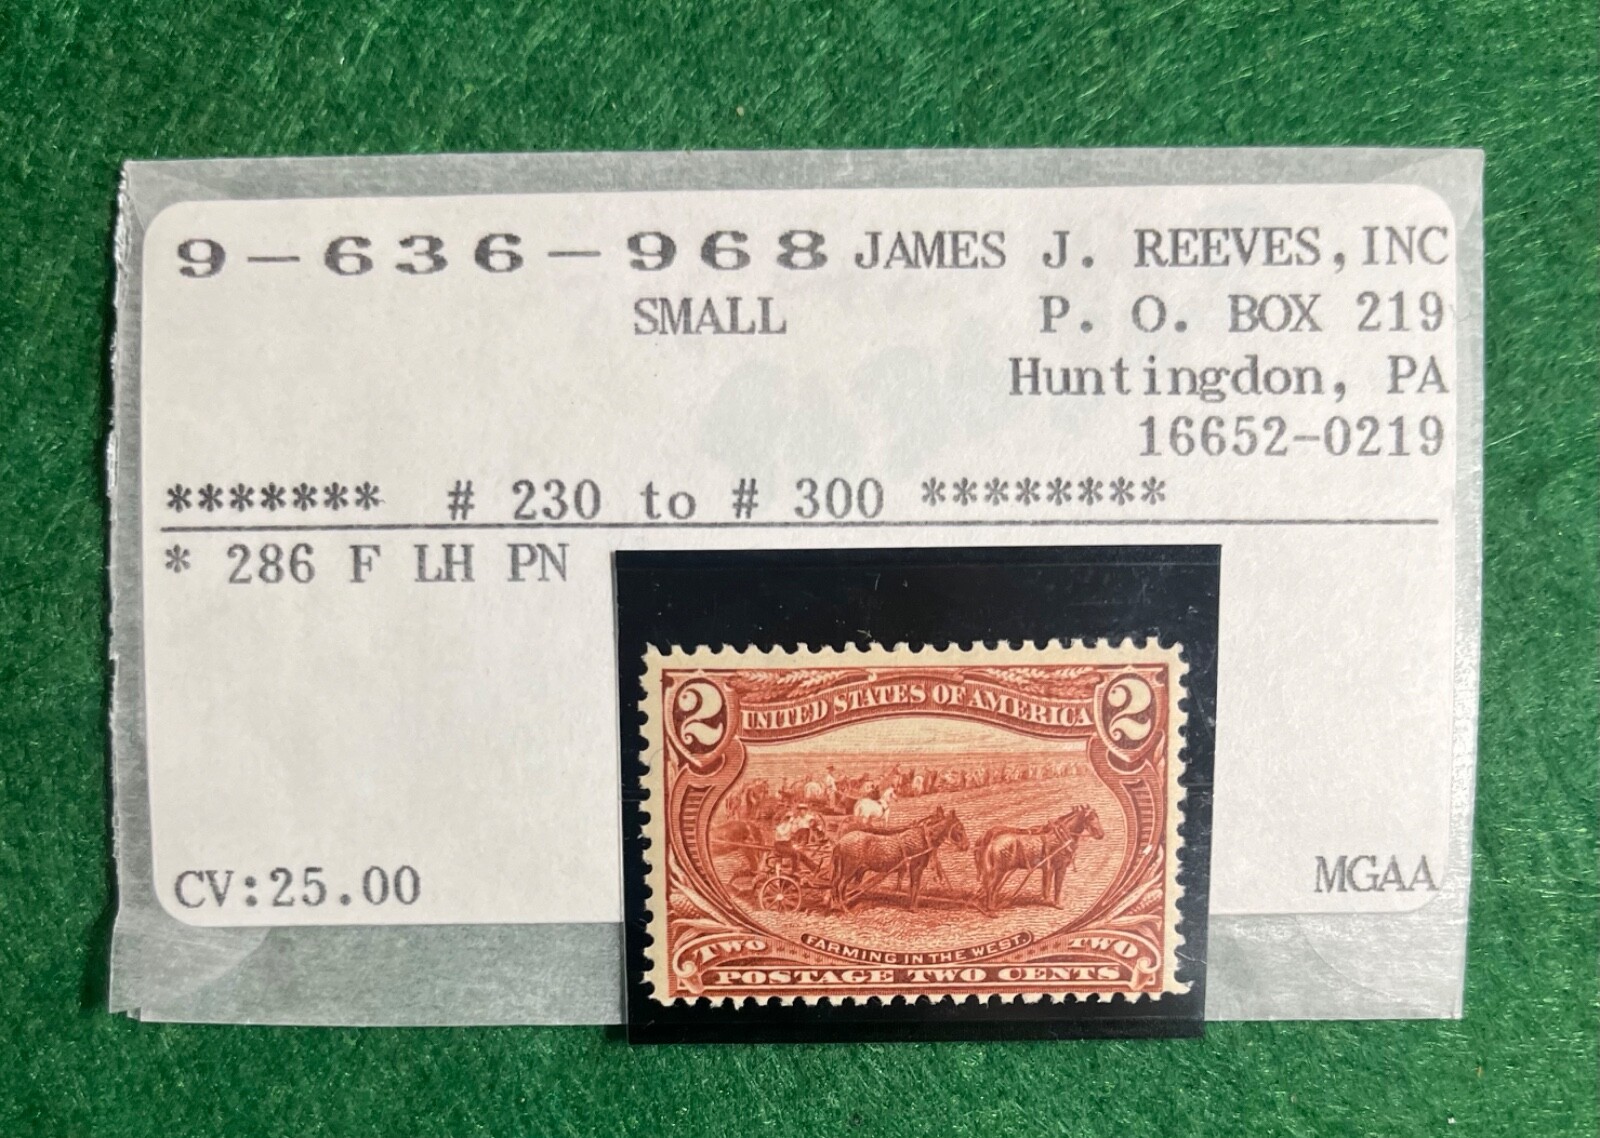 9-636-968 JAMES J. REEVES, INC
SMALL P. O. BOX 219
Huntingdon, PA
16652-0219
******* # 230 to # 300 ********
* 286 F LH PN
2 UNITED STATES OF AMERICA 2
FARMING IN THE WEST.
TWO TWO
POSTAGE TWO CENTS
CV:25.00 MGAA